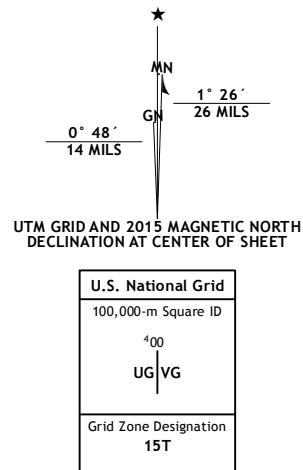 ★
MN
1° 26´
26 MILS
GN
0° 48´
14 MILS
UTM GRID AND 2015 MAGNETIC NORTH
DECLINATION AT CENTER OF SHEET
U.S. National Grid
100,000-m Square ID
⁴00
UG VG
Grid Zone Designation
15T